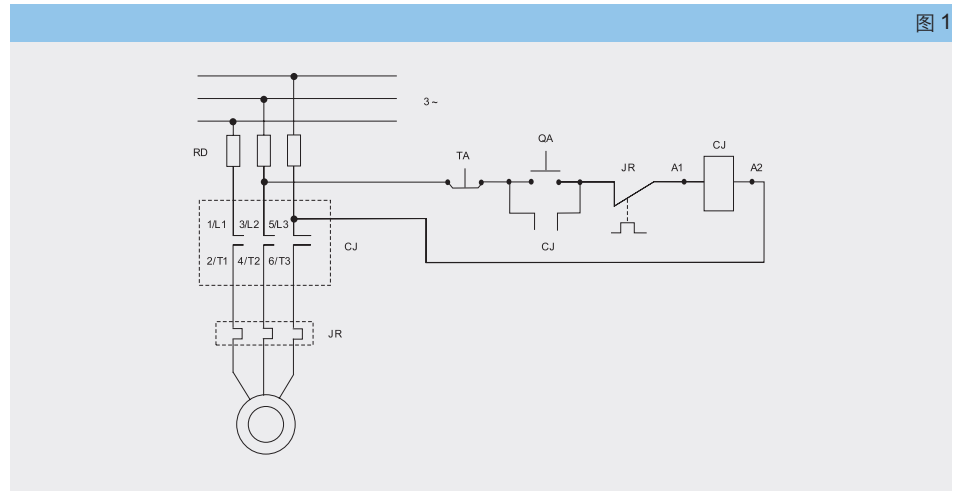 图 1
3 ~
RD
TA
QA
JR
A1
CJ
A2
1/L1 3/L2 5/L3
CJ
CJ
2/T1 4/T2 6/T3
JR